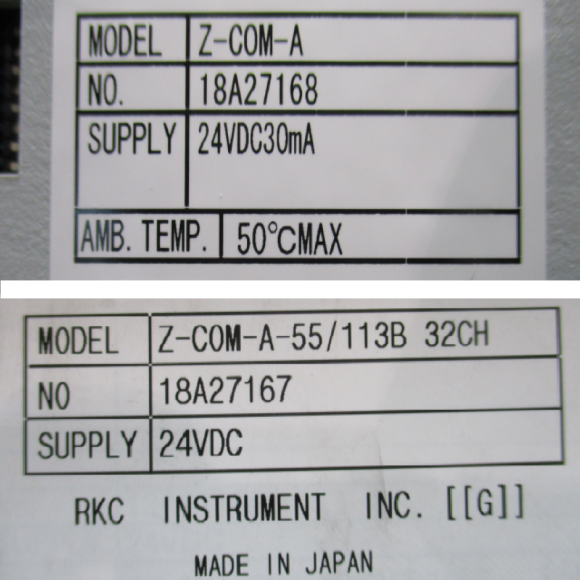 MODEL Z-COM-A
NO. 18A27168
SUPPLY 24VDC30mA
AMB. TEMP. 50℃MAX
MODEL Z-COM-A-55/113B 32CH
NO 18A27167
SUPPLY 24VDC
RKC INSTRUMENT INC. [[G]]
MADE IN JAPAN